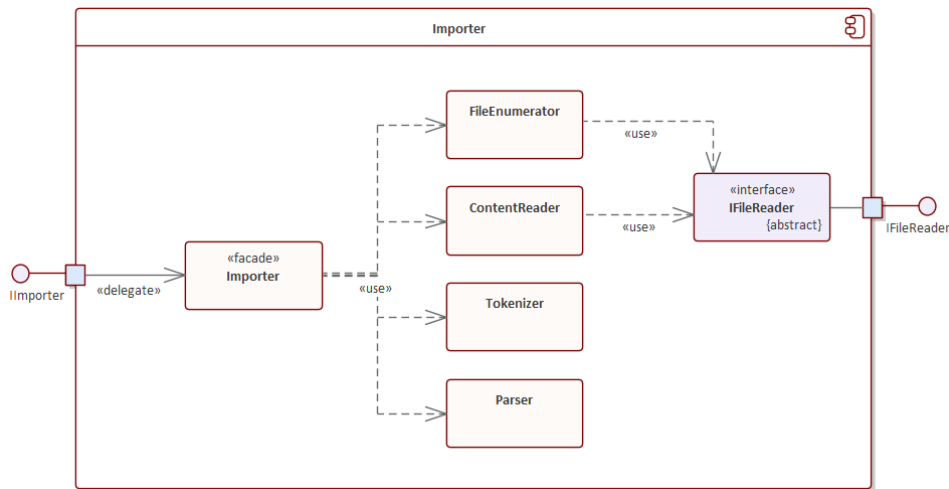 Importer
FileEnumerator
«use»
«interface»
IFileReader
{abstract}
ContentReader
«use»
IFileReader
«facade»
Importer
«use»
«delegate»
IImporter
Tokenizer
Parser